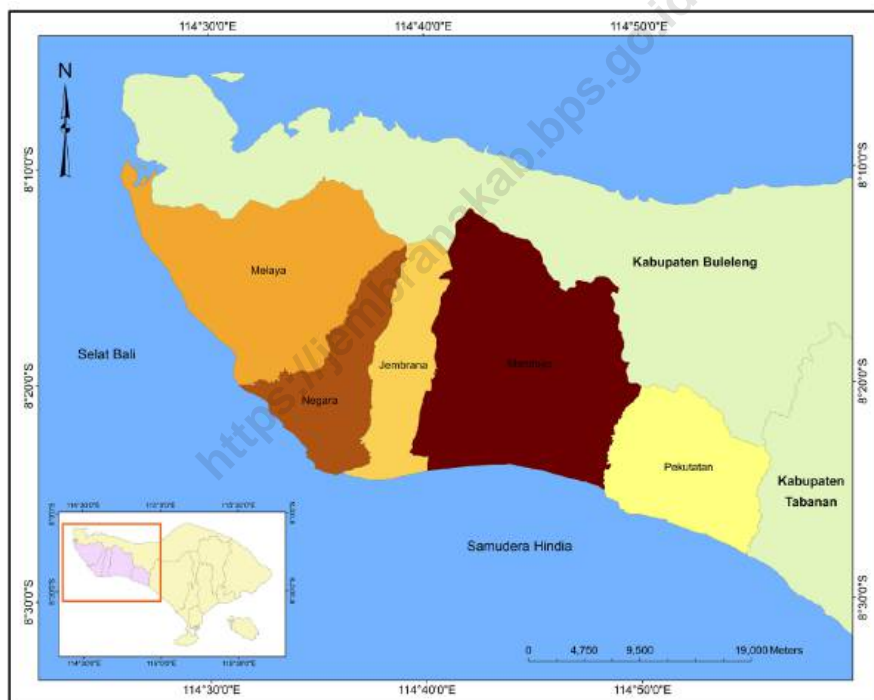 114°30'0"E 114°40'0"E 114°50'0"E
N
8°10'0"S 8°10'0"S
Kabupaten Buleleng
Melaya
Selat Bali
Jembrana
Mendoyo
8°20'0"S 8°20'0"S
Negara
Pekutatan
Kabupaten
Tabanan
Samudera Hindia
8°30'0"S 8°30'0"S
0 4,750 9,500 19,000 Meters
114°30'0"E 114°40'0"E 114°50'0"E
https://jembranakab.bps.go.id